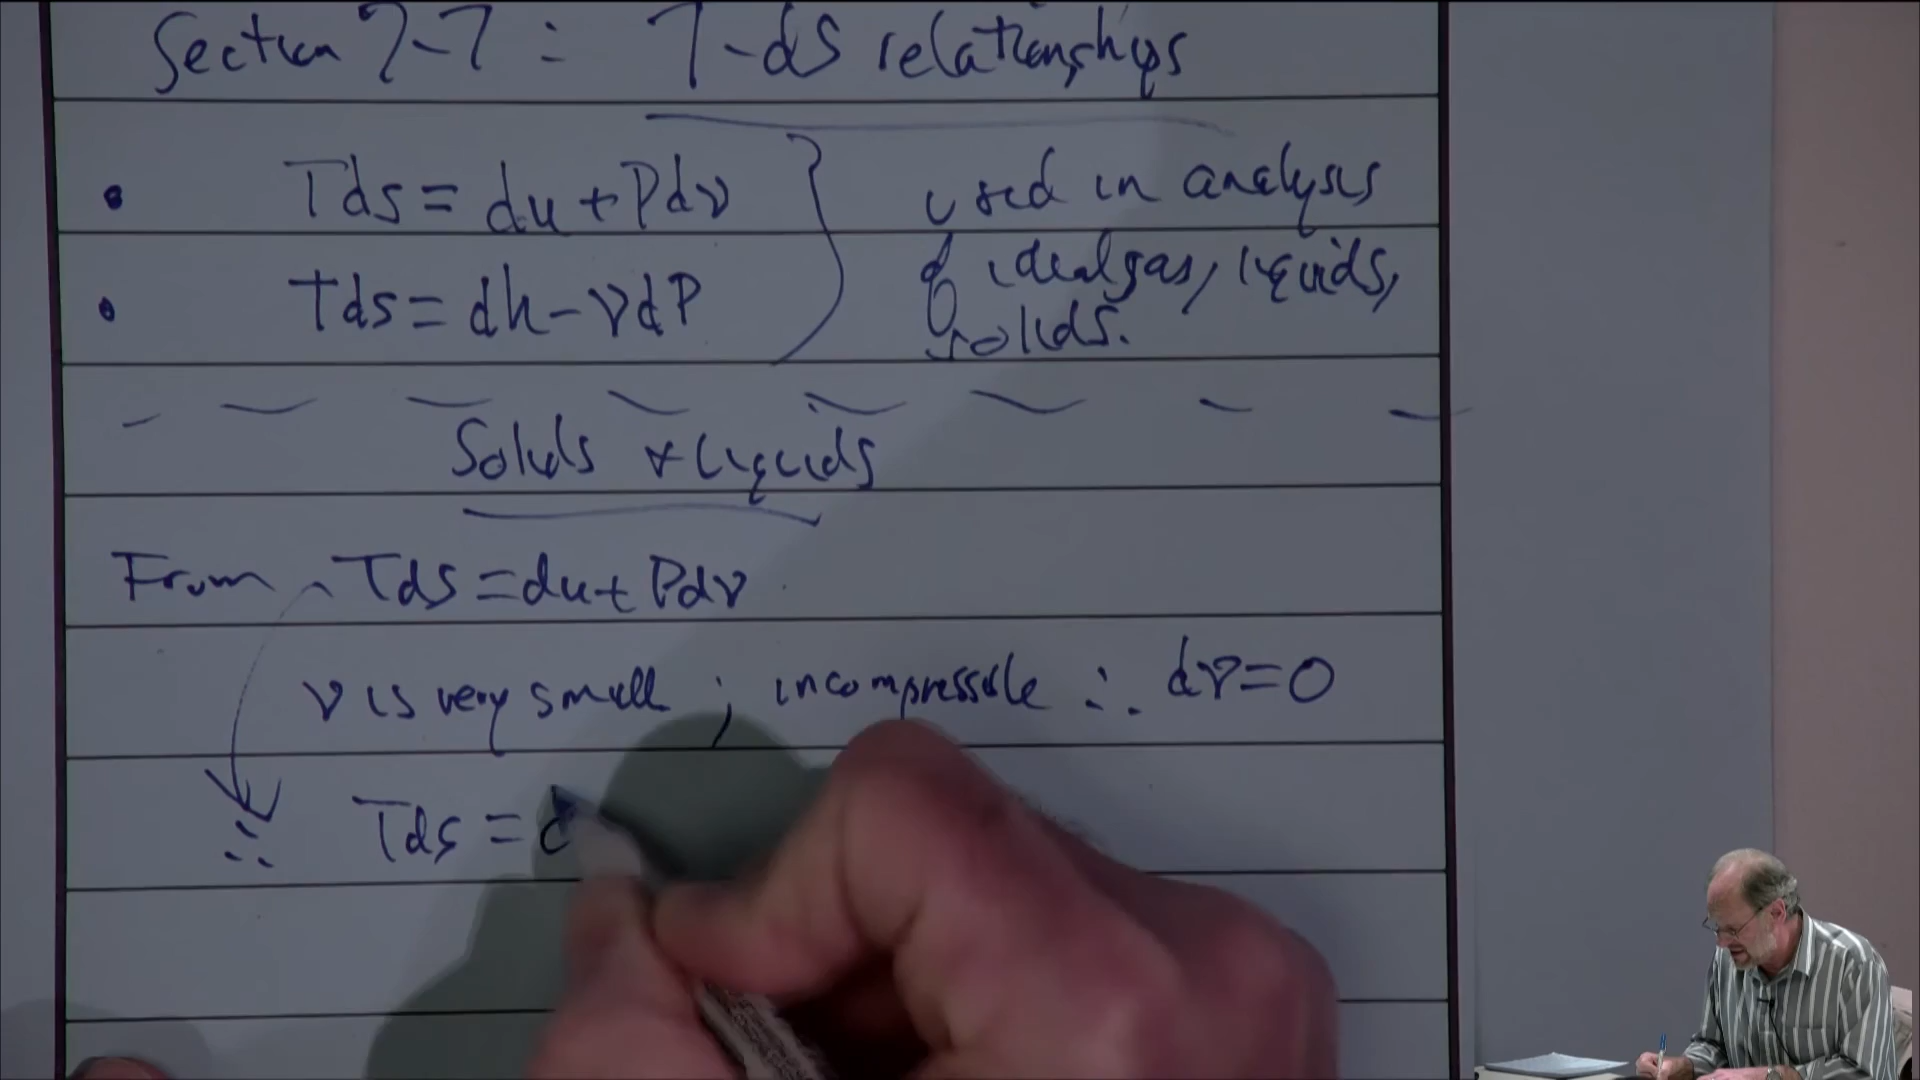 Section 7-7 : T-dS relationships
• Tds = du + Pdv } used in analysis
of ideal gas, liquids,
• Tds = dh - vdP solids.
Solids & Liquids
From Tds = du + Pdv
v is very small ; incompressible ∴ dv = 0
∴ Tds = d